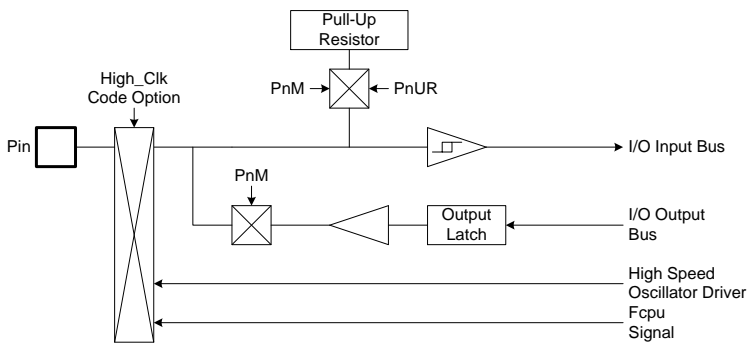 Pull-Up
Resistor
High_Clk
Code Option
PnM
PnUR
Pin
I/O Input Bus
PnM
Output
Latch
I/O Output
Bus
High Speed
Oscillator Driver
Fcpu
Signal